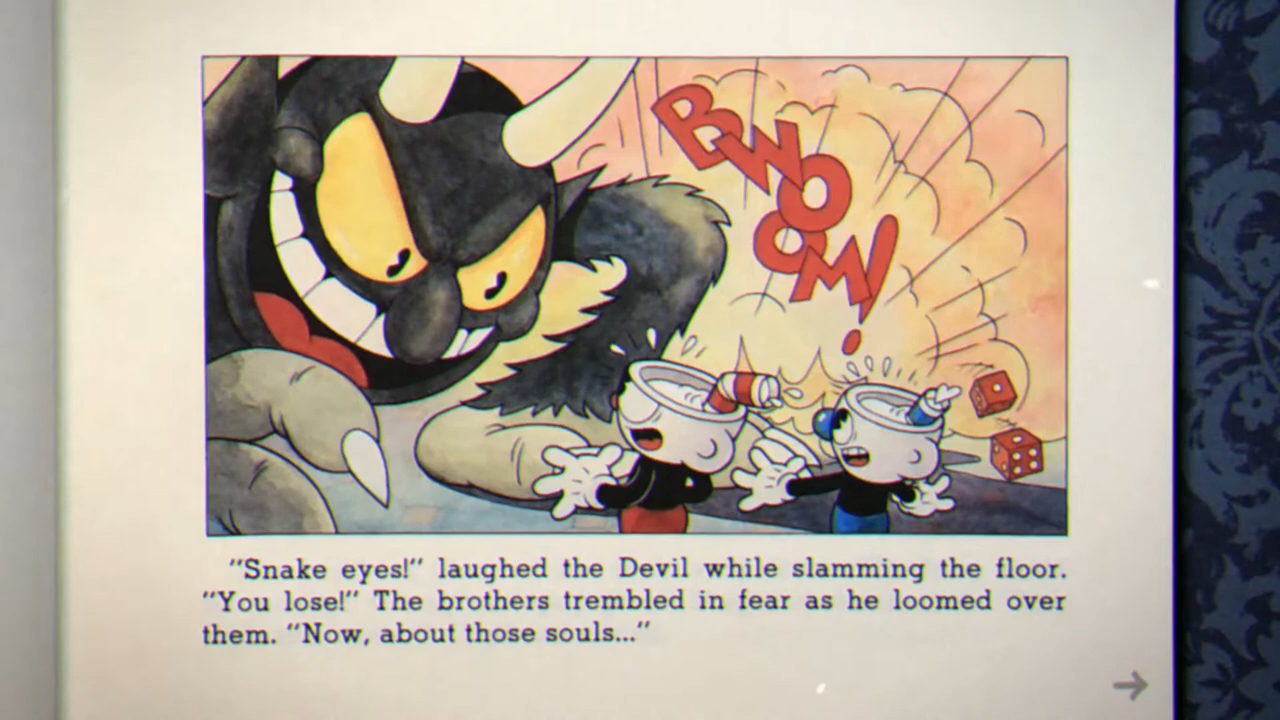 BWOOM!
"Snake eyes!" laughed the Devil while slamming the floor.
"You lose!" The brothers trembled in fear as he loomed over
them. "Now, about those souls..."